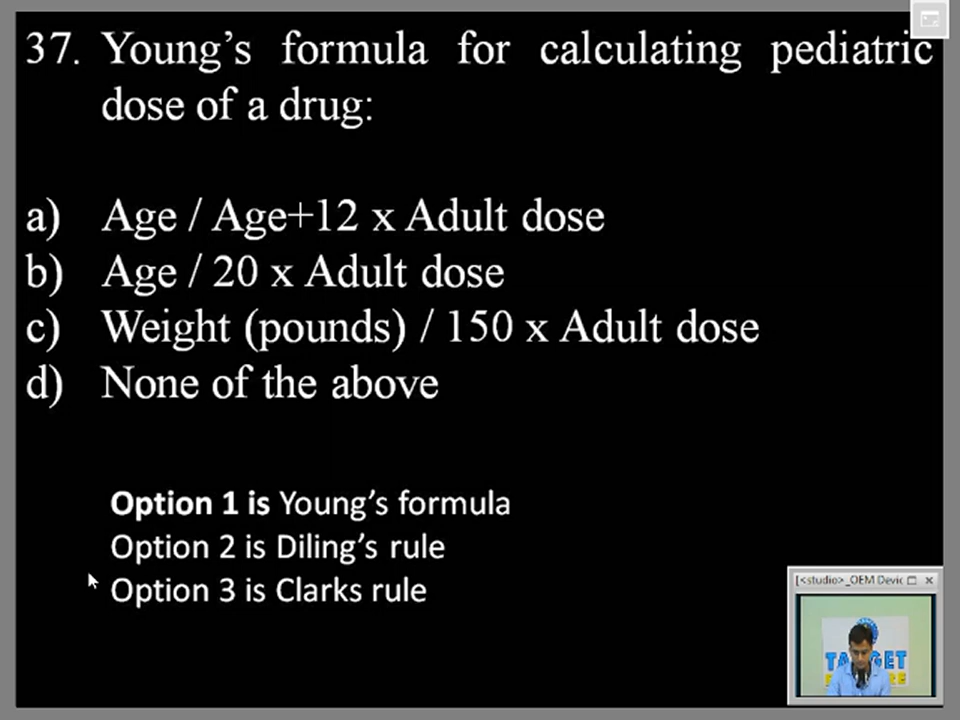 37. Young’s formula for calculating pediatric
dose of a drug:
a) Age / Age+12 x Adult dose
b) Age / 20 x Adult dose
c) Weight (pounds) / 150 x Adult dose
d) None of the above
Option 1 is Young’s formula
Option 2 is Diling’s rule
Option 3 is Clarks rule
[<studio>_OEM Devic